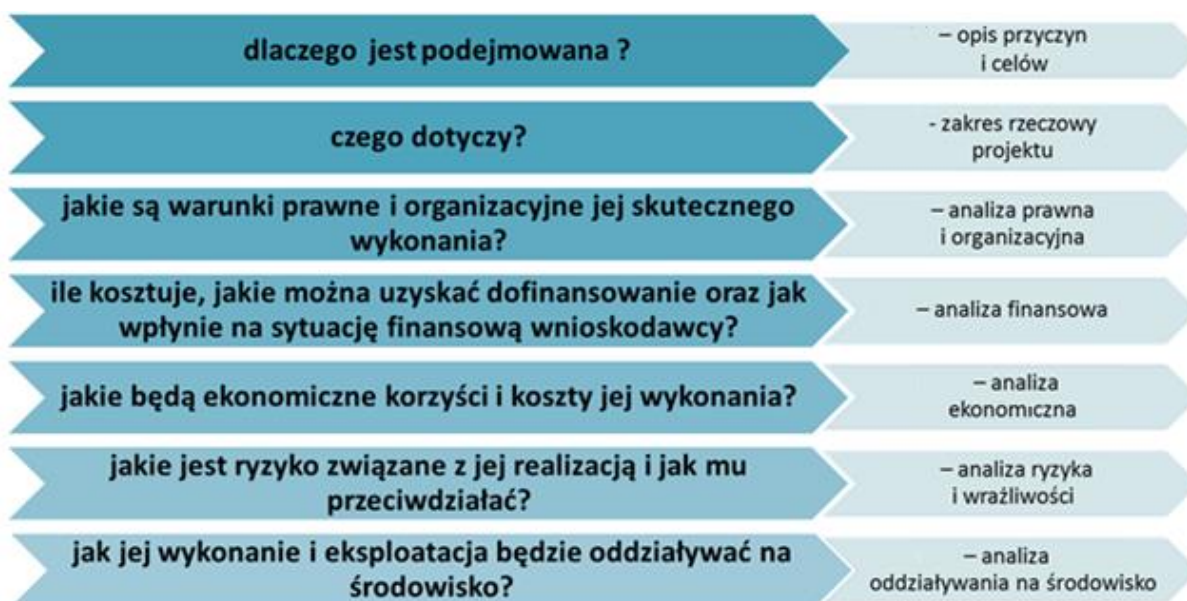 dlaczego jest podejmowana ?
– opis przyczyn
i celów
czego dotyczy?
- zakres rzeczowy
projektu
jakie są warunki prawne i organizacyjne jej skutecznego
wykonania?
– analiza prawna
i organizacyjna
ile kosztuje, jakie można uzyskać dofinansowanie oraz jak
wpłynie na sytuację finansową wnioskodawcy?
– analiza finansowa
jakie będą ekonomiczne korzyści i koszty jej wykonania?
– analiza
ekonomiczna
jakie jest ryzyko związane z jej realizacją i jak mu
przeciwdziałać?
– analiza ryzyka
i wrażliwości
jak jej wykonanie i eksploatacja będzie oddziaływać na
środowisko?
– analiza
oddziaływania na środowisko